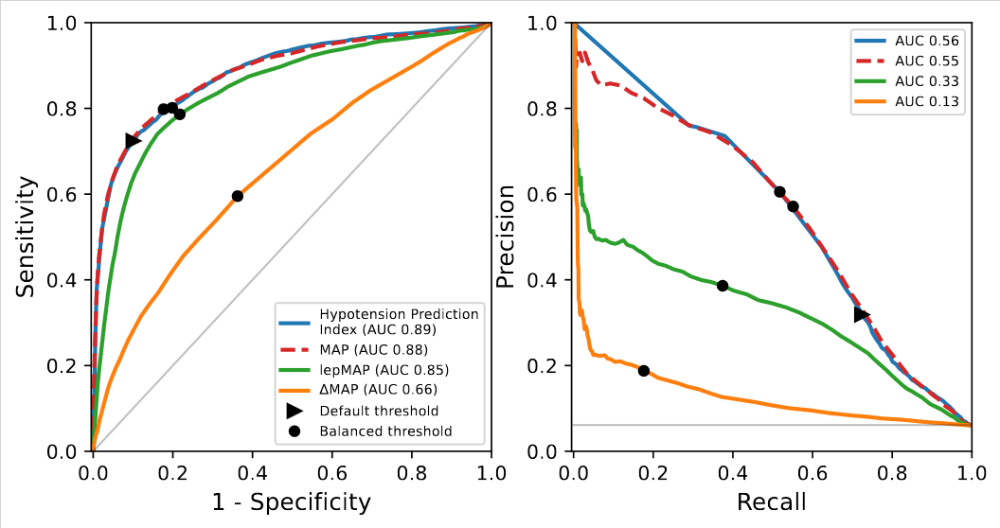 1.0
0.8
0.6
0.4
0.2
0.0
Sensitivity
0.0
0.2
0.4
0.6
0.8
1.0
1 - Specificity
Hypotension Prediction
Index (AUC 0.89)
MAP (AUC 0.88)
lepMAP (AUC 0.85)
ΔMAP (AUC 0.66)
Default threshold
Balanced threshold
1.0
0.8
0.6
0.4
0.2
0.0
Precision
0.0
0.2
0.4
0.6
0.8
1.0
Recall
AUC 0.56
AUC 0.55
AUC 0.33
AUC 0.13